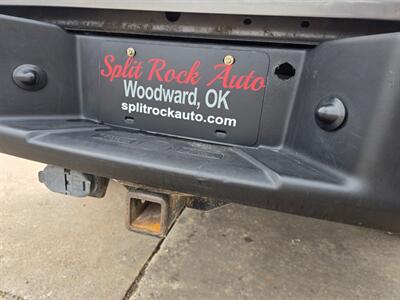 Split Rock Auto
Woodward, OK
splitrockauto.com